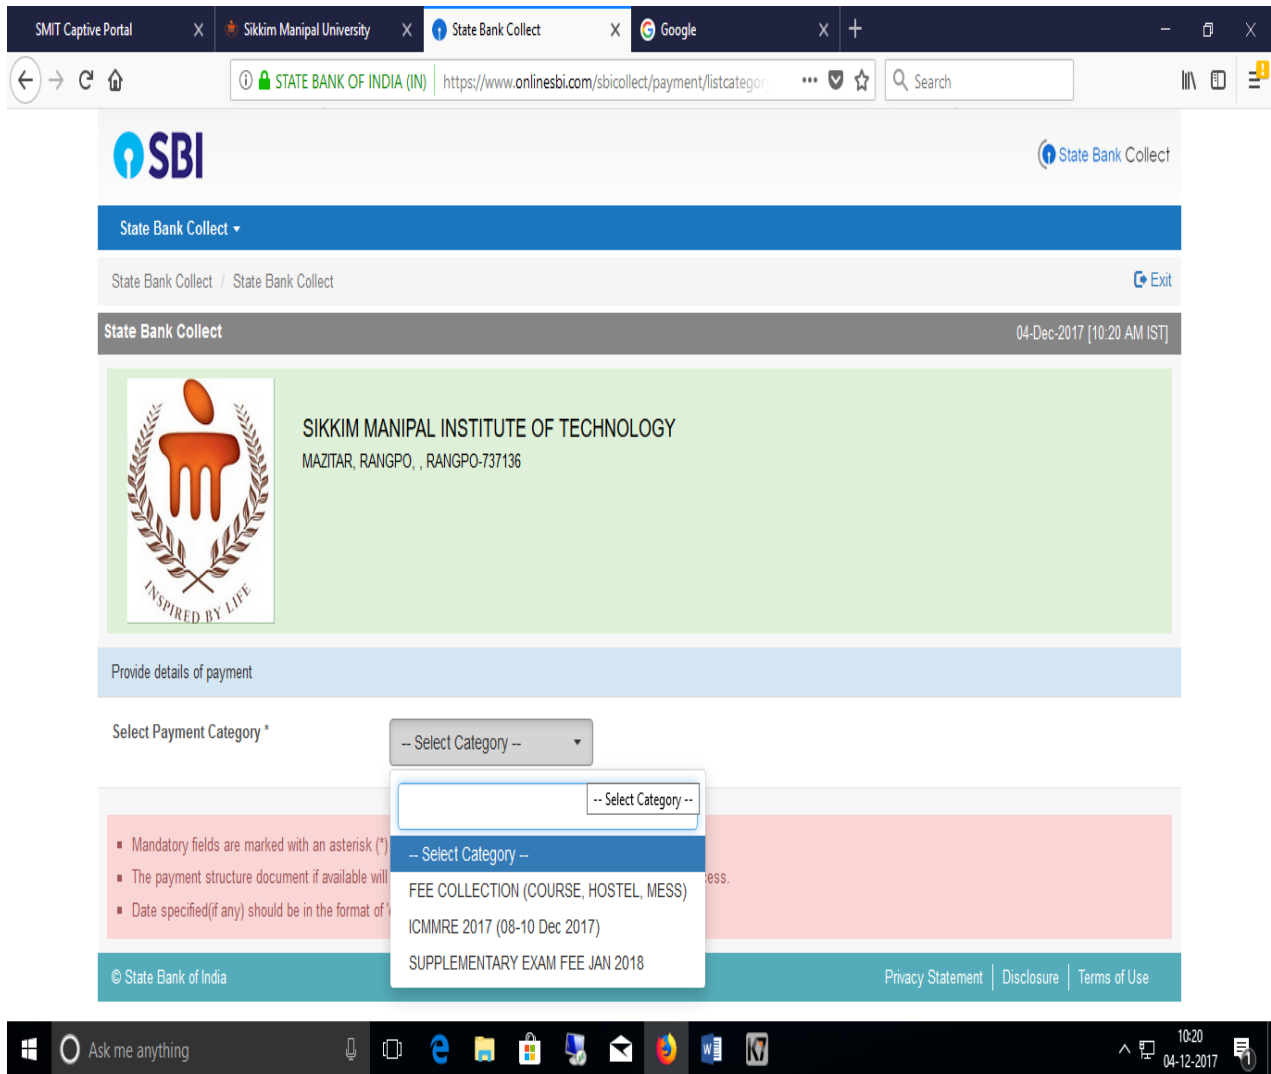 SMIT Captive Portal
Sikkim Manipal University
State Bank Collect
Google
STATE BANK OF INDIA (IN)
https://www.onlinesbi.com/sbicollect/payment/listcategory
Search
SBI
State Bank Collect
State Bank Collect
State Bank Collect / State Bank Collect
Exit
State Bank Collect
04-Dec-2017 [10:20 AM IST]
SIKKIM MANIPAL INSTITUTE OF TECHNOLOGY
MAZITAR, RANGPO, , RANGPO-737136
INSPIRED BY LIFE
Provide details of payment
Select Payment Category *
-- Select Category --
-- Select Category --
-- Select Category --
FEE COLLECTION (COURSE, HOSTEL, MESS)
ICMMRE 2017 (08-10 Dec 2017)
SUPPLEMENTARY EXAM FEE JAN 2018
Mandatory fields are marked with an asterisk (*)
The payment structure document if available will
Date specified(if any) should be in the format of
© State Bank of India
Privacy Statement | Disclosure | Terms of Use
Ask me anything
10:20
04-12-2017
1